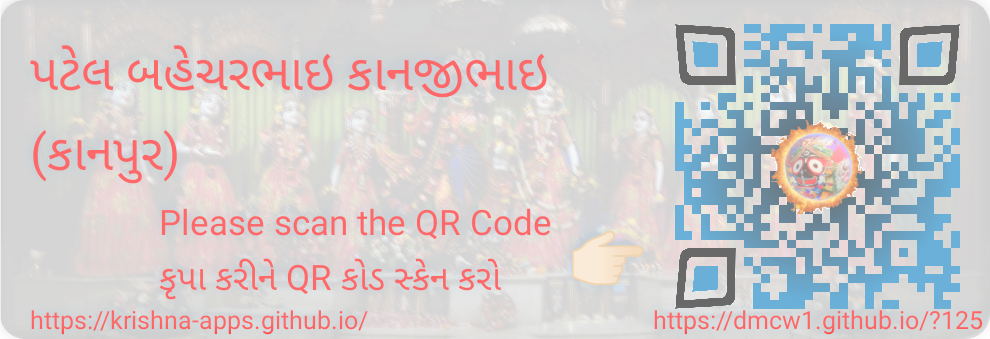 પટેલ બહેચરભાઇ કાનજીભાઇ
(કાનપુર)
Please scan the QR Code
કૃપા કરીને QR કોડ સ્કેન કરો
https://krishna-apps.github.io/
https://dmcw1.github.io/?125